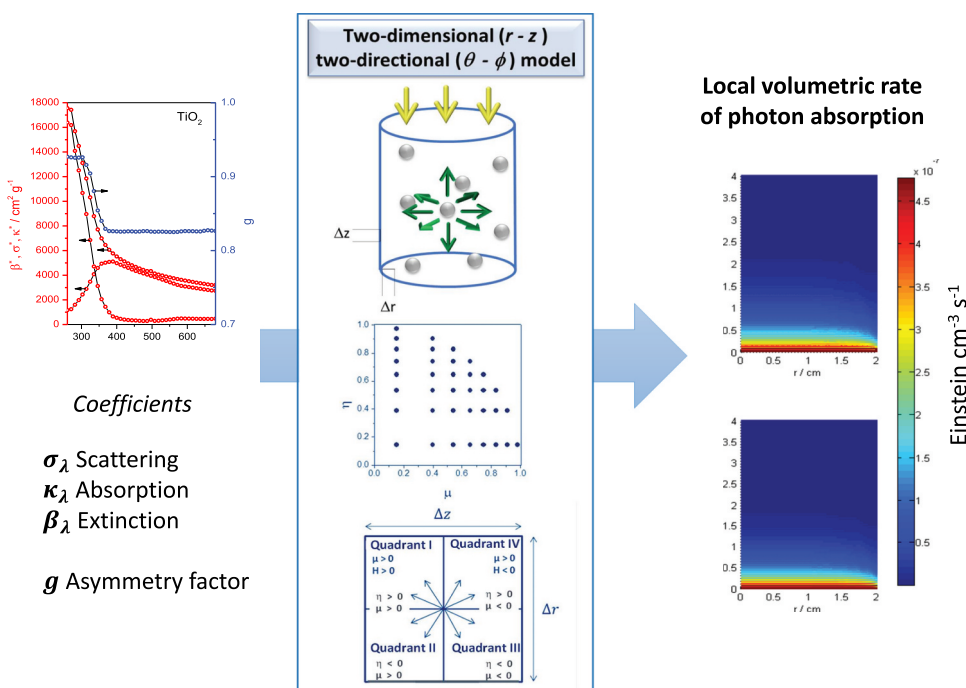 Two-dimensional (r - z)
two-directional (θ - ϕ) model
Δz
Δr
TiO2
18000
16000
14000
12000
10000
8000
6000
4000
2000
0
1.0
0.9
0.8
0.7
300 400 500 600
β*, σ*, κ* / cm2 g-1
g
Coefficients
σλ Scattering
κλ Absorption
βλ Extinction
g Asymmetry factor
1.0
0.8
0.6
0.4
0.2
0.0 0.2 0.4 0.6 0.8 1.0
η
μ
Δz
Δr
Quadrant I
μ > 0
H > 0
Quadrant IV
μ > 0
H < 0
η > 0
μ > 0
η > 0
μ < 0
Quadrant II
η < 0
μ > 0
Quadrant III
η < 0
μ < 0
Local volumetric rate
of photon absorption
4
3.5
3
2.5
2
1.5
1
0.5
0
0 0.5 1 1.5 2
r / cm
4
3.5
3
2.5
2
1.5
1
0.5
0
0 0.5 1 1.5 2
r / cm
x 10-7
4.5
4
3.5
3
2.5
2
1.5
1
0.5
Einstein cm-3 s-1